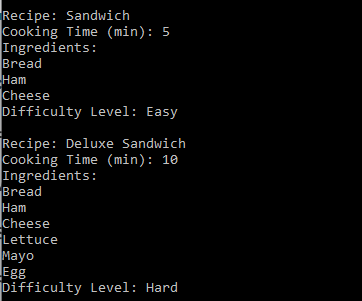 Recipe: Sandwich
Cooking Time (min): 5
Ingredients:
Bread
Ham
Cheese
Difficulty Level: Easy
Recipe: Deluxe Sandwich
Cooking Time (min): 10
Ingredients:
Bread
Ham
Cheese
Lettuce
Mayo
Egg
Difficulty Level: Hard